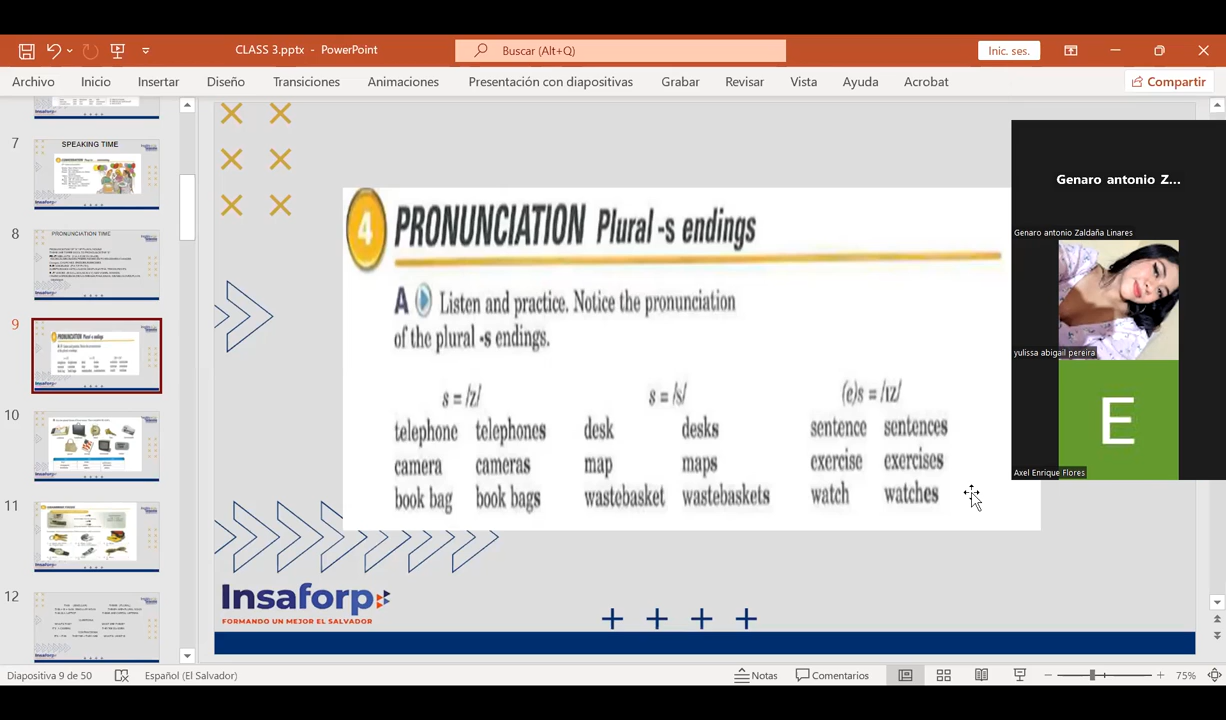 CLASS 3.pptx - PowerPoint
Buscar (Alt+Q)
Inic. ses.
Archivo Inicio Insertar Diseño Transiciones Animaciones Presentación con diapositivas Grabar Revisar Vista Ayuda Acrobat Compartir
7
SPEAKING TIME
8
PRONUNCIATION TIME
9
10
11
12
4 PRONUNCIATION Plural -s endings
A Listen and practice. Notice the pronunciation
of the plural -s endings.
s = /z/ s = /s/ (e)s = /ɪz/
telephone telephones desk desks sentence sentences
camera cameras map maps exercise exercises
book bag book bags wastebasket wastebaskets watch watches
Insaforp
FORMANDO UN MEJOR EL SALVADOR
Genaro antonio Z...
Genaro antonio Zaldaña Linares
yulissa abigail pereira
E
Axel Enrique Flores
Diapositiva 9 de 50 Español (El Salvador) Notas Comentarios 75%